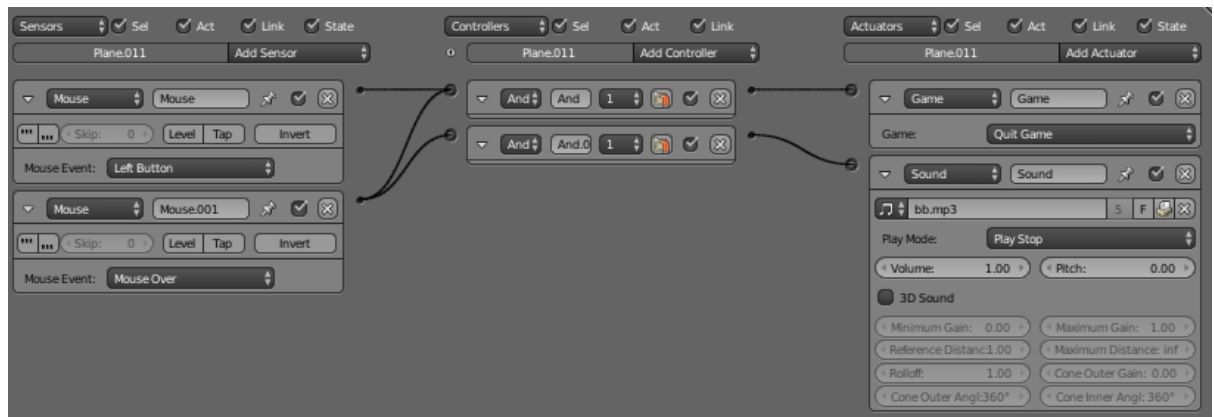 Sensors Sel Act Link State
Plane.011 Add Sensor
Mouse Mouse
Skip: 0 Level Tap Invert
Mouse Event: Left Button
Mouse Mouse.001
Skip: 0 Level Tap Invert
Mouse Event: Mouse Over
Controllers Sel Act Link
Plane.011 Add Controller
And And 1
And And.0 1
Actuators Sel Act Link State
Plane.011 Add Actuator
Game Game
Game: Quit Game
Sound Sound
bb.mp3 5 F
Play Mode: Play Stop
Volume: 1.00 Pitch: 0.00
3D Sound
Minimum Gain: 0.00 Maximum Gain: 1.00
Reference Distanc:1.00 Maximum Distance: inf
Rolloff: 1.00 Cone Outer Gain: 0.00
Cone Outer Angl:360° Cone Inner Angl: 360°